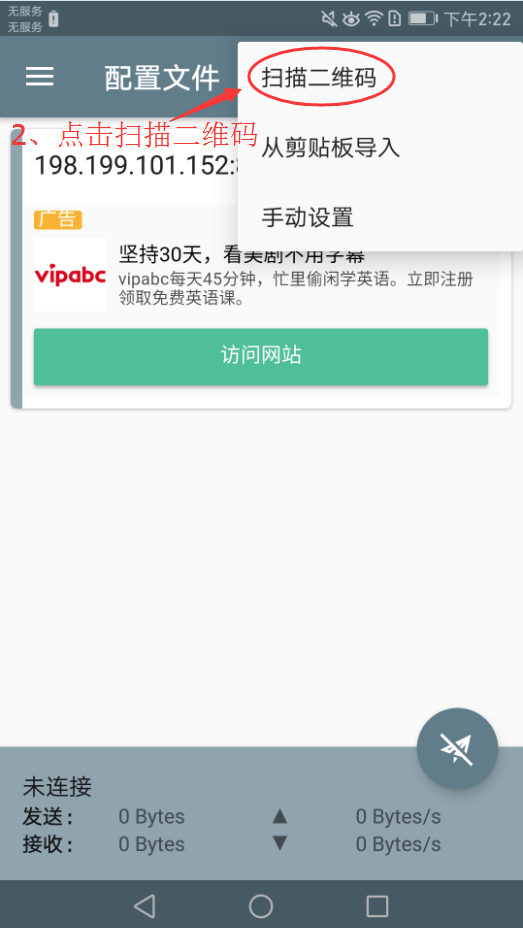 无服务
无服务
下午2:22
配置文件
扫描二维码
2、点击扫描二维码
从剪贴板导入
198.199.101.152:
手动设置
广告
坚持30天，看美剧不用字幕
vipabc
vipabc每天45分钟，忙里偷闲学英语。立即注册
领取免费英语课。
访问网站
未连接
发送: 0 Bytes ▲ 0 Bytes/s
接收: 0 Bytes ▼ 0 Bytes/s